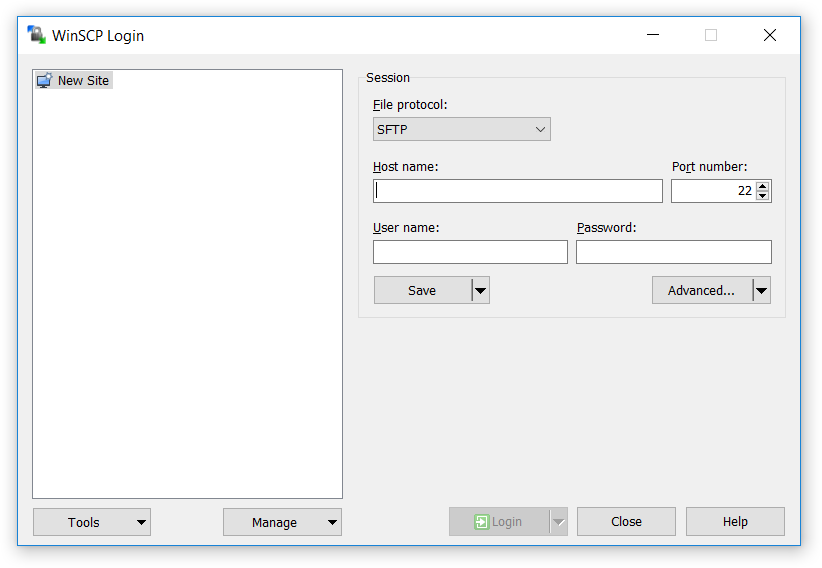 WinSCP Login
New Site
Session
File protocol:
SFTP
Host name:
Port number:
22
User name:
Password:
Save
Advanced...
Tools
Manage
Login
Close
Help